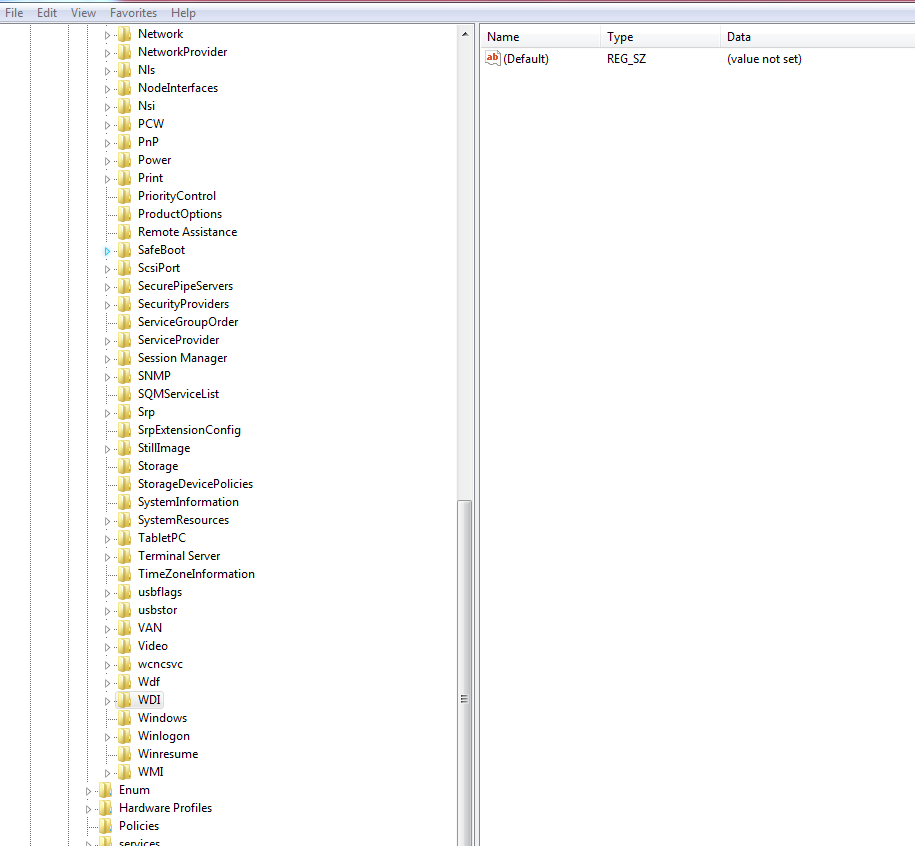 File Edit View Favorites Help
Name Type Data
ab (Default) REG_SZ (value not set)
Network
NetworkProvider
Nls
NodeInterfaces
Nsi
PCW
PnP
Power
Print
PriorityControl
ProductOptions
Remote Assistance
SafeBoot
ScsiPort
SecurePipeServers
SecurityProviders
ServiceGroupOrder
ServiceProvider
Session Manager
SNMP
SQMServiceList
Srp
SrpExtensionConfig
StillImage
Storage
StorageDevicePolicies
SystemInformation
SystemResources
TabletPC
Terminal Server
TimeZoneInformation
usbflags
usbstor
VAN
Video
wcncsvc
Wdf
WDI
Windows
Winlogon
Winresume
WMI
Enum
Hardware Profiles
Policies
services